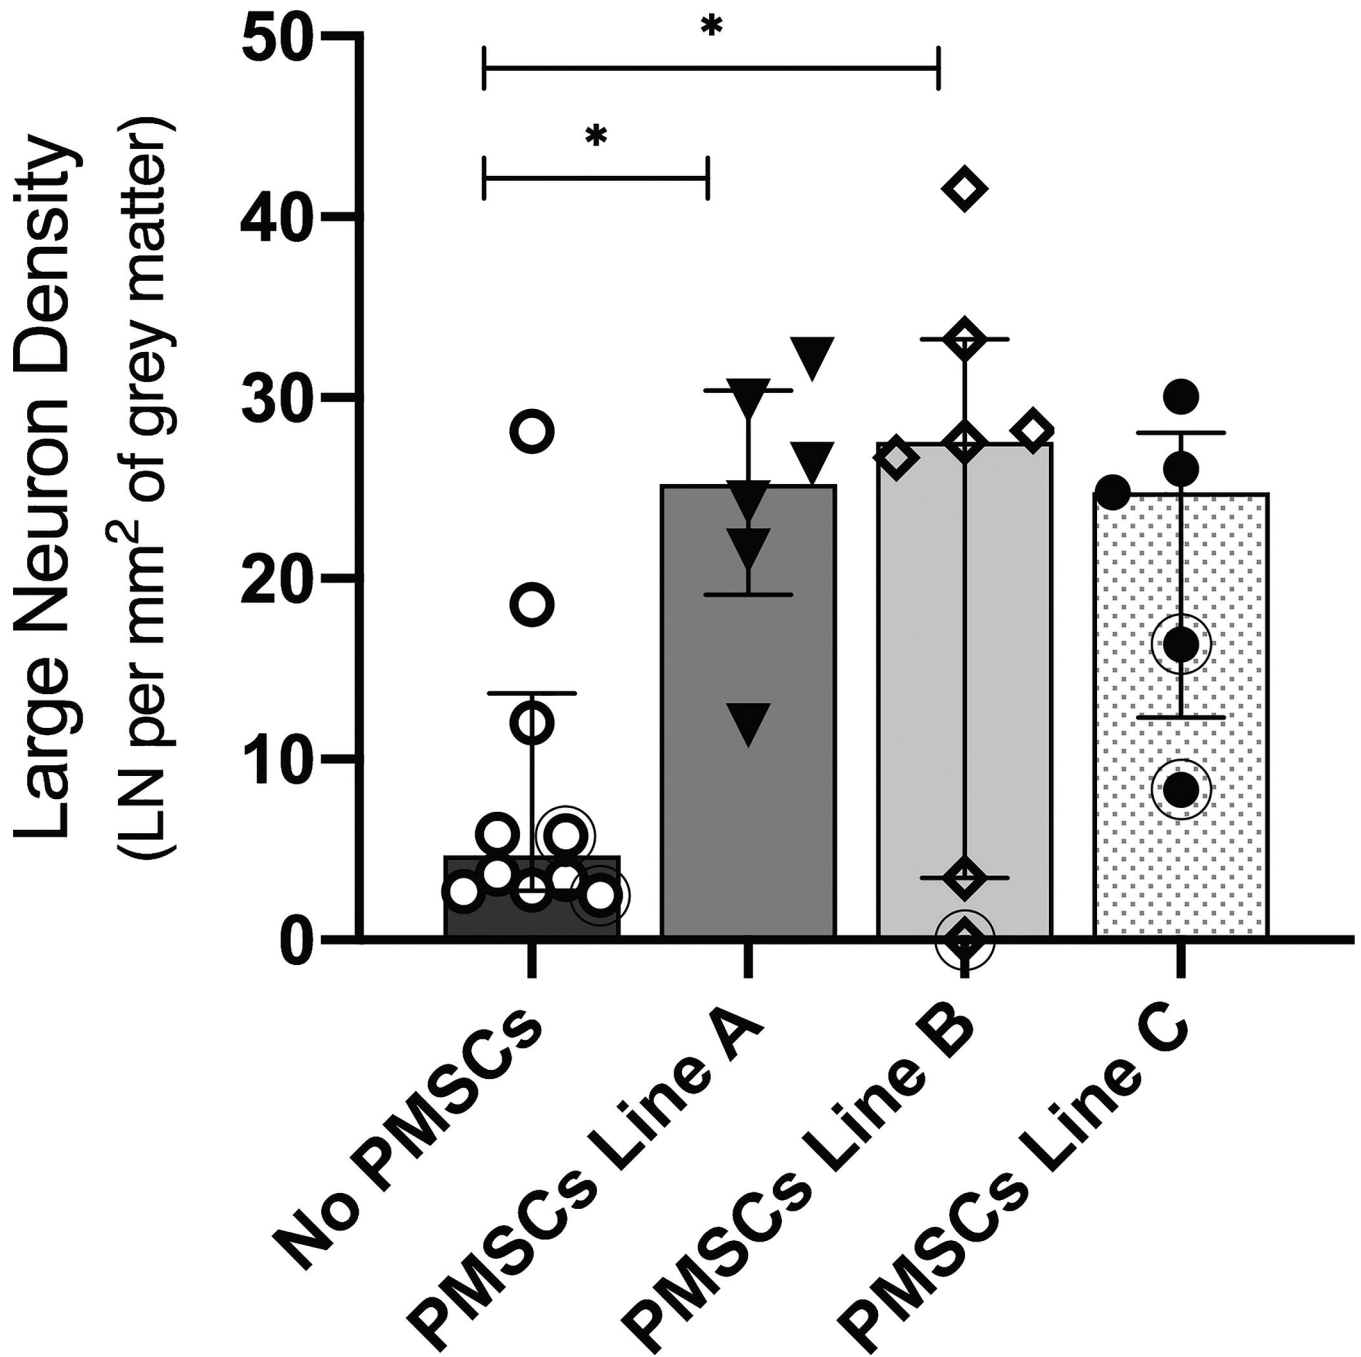 Large Neuron Density
(LN per mm² of grey matter)
50
40
30
20
10
0
*
*
No PMSCs
PMSCs Line A
PMSCs Line B
PMSCs Line C